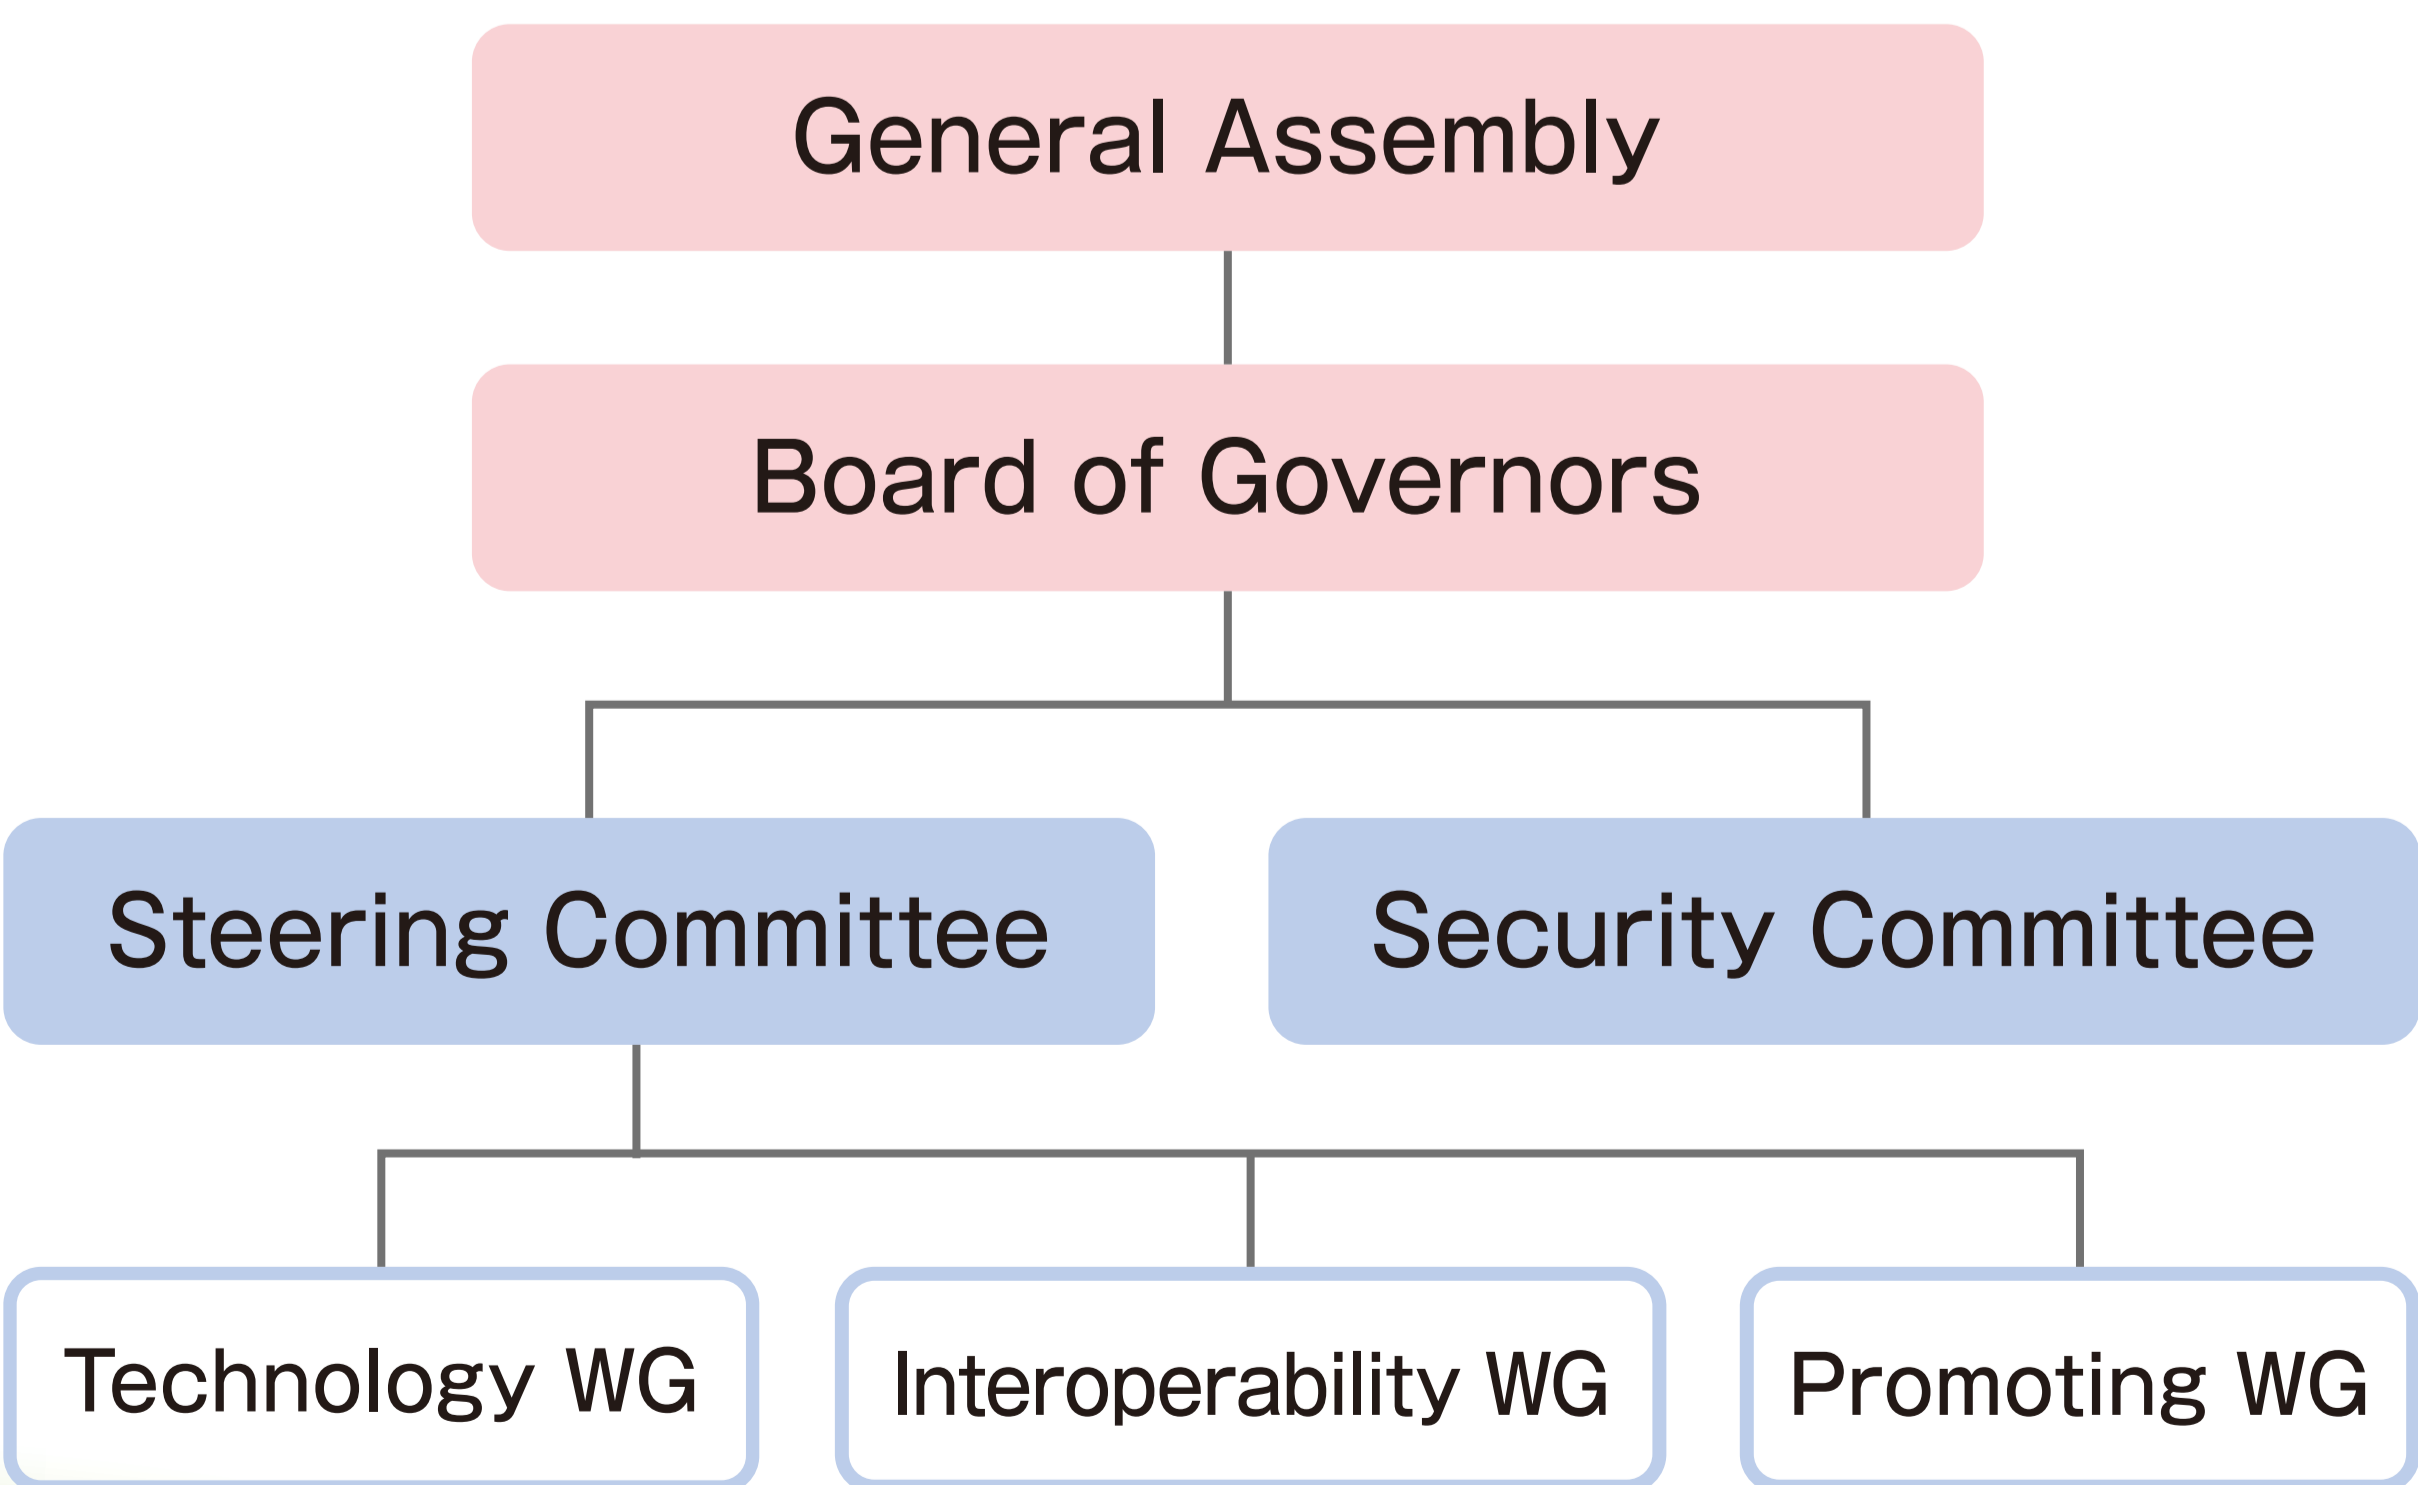 General Assembly
Board of Governors
Steering Committee
Security Committee
Technology WG
Interoperability WG
Promoting WG